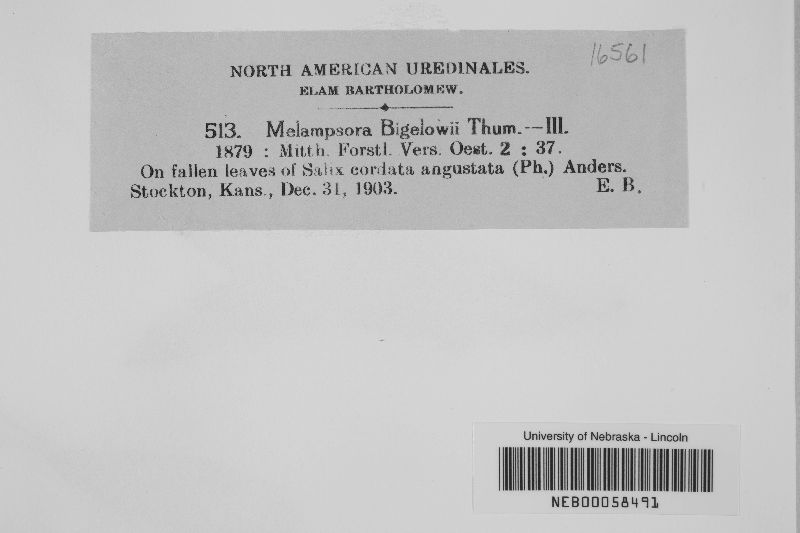 16561
NORTH AMERICAN UREDINALES.
ELAM BARTHOLOMEW.
513. Melampsora Bigelowii Thum.—III.
1879 : Mitth. Forstl. Vers. Oest. 2 : 37.
On fallen leaves of Salix cordata angustata (Ph.) Anders.
Stockton, Kans., Dec. 31, 1903. E. B.
University of Nebraska - Lincoln
NEB00058491